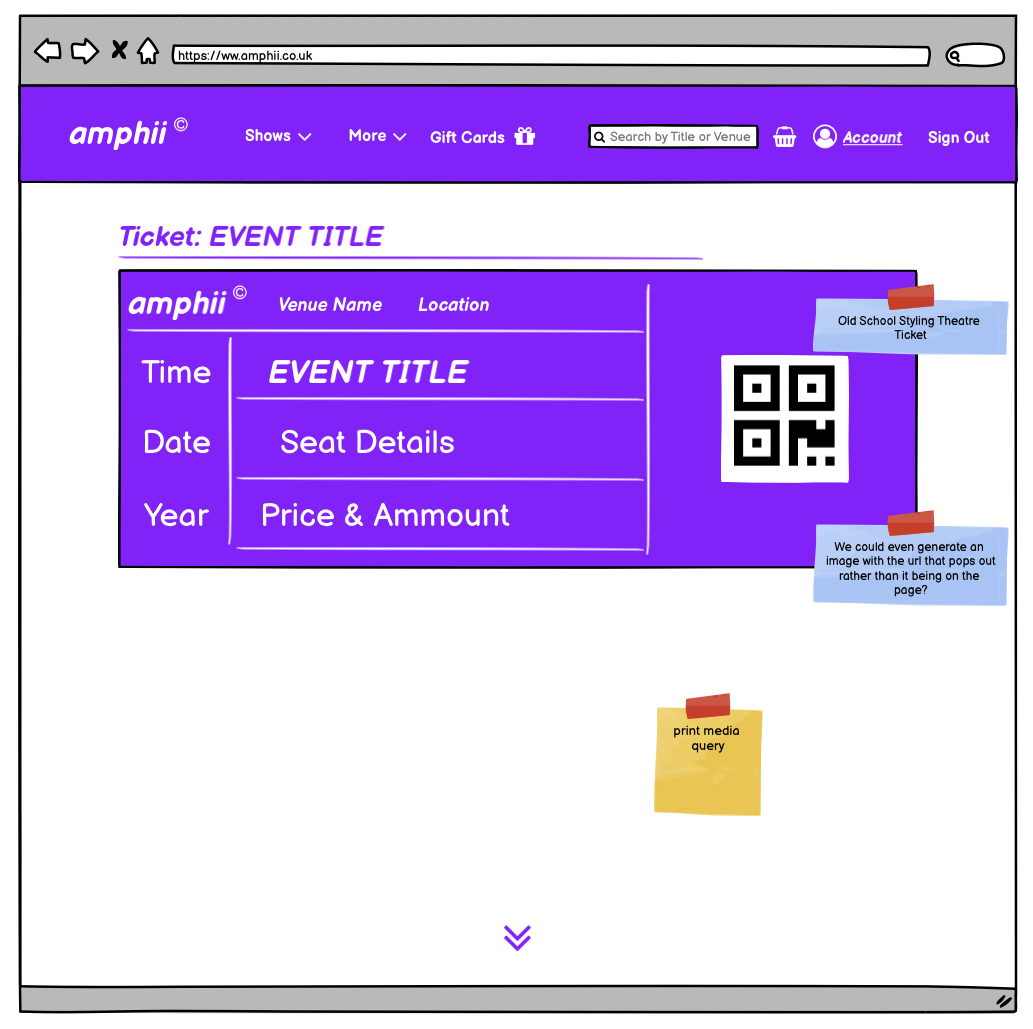 https://ww.amphii.co.uk
amphii ©
Shows
More
Gift Cards
Search by Title or Venue
Account
Sign Out
Ticket: EVENT TITLE
amphii ©
Venue Name
Location
Old School Styling Theatre
Ticket
Time
EVENT TITLE
Date
Seat Details
Year
Price & Ammount
We could even generate an
image with the url that pops out
rather than it being on the
page?
print media
query